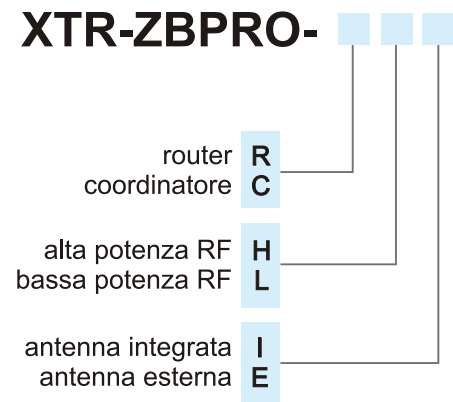 XTR-ZBPRO-
router R
coordinatore C
alta potenza RF H
bassa potenza RF L
antenna integrata I
antenna esterna E